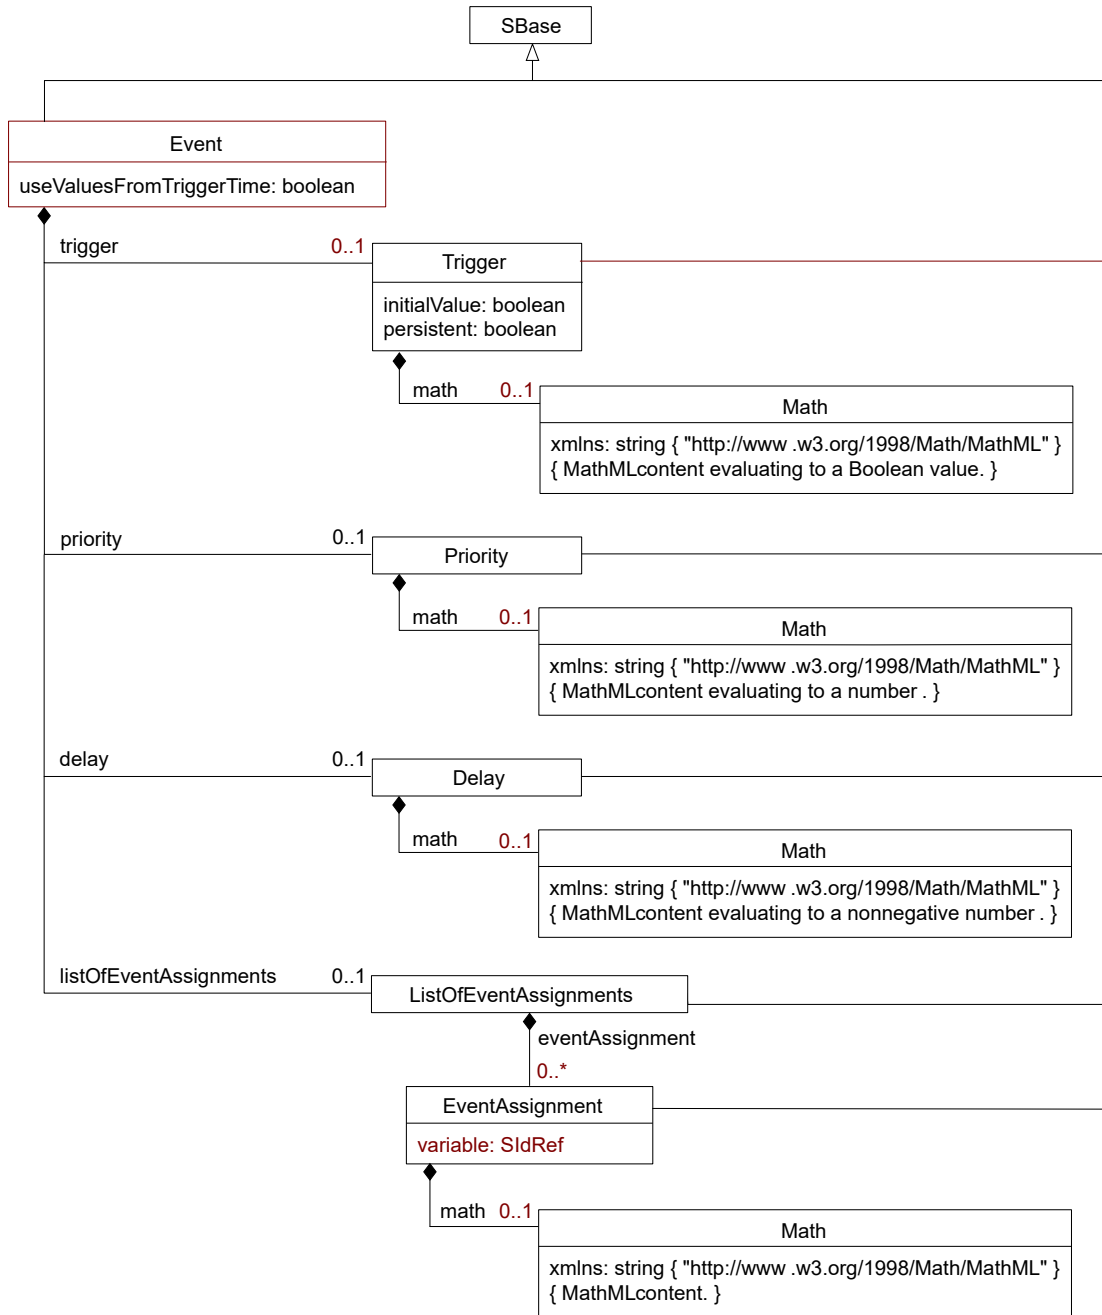 SBase
Event
useValuesFromTriggerTime: boolean
trigger 0..1
Trigger
initialValue: boolean
persistent: boolean
math 0..1
Math
xmlns: string { "http://www .w3.org/1998/Math/MathML" }
{ MathMLcontent evaluating to a Boolean value. }
priority 0..1
Priority
math 0..1
Math
xmlns: string { "http://www .w3.org/1998/Math/MathML" }
{ MathMLcontent evaluating to a number . }
delay 0..1
Delay
math 0..1
Math
xmlns: string { "http://www .w3.org/1998/Math/MathML" }
{ MathMLcontent evaluating to a nonnegative number . }
listOfEventAssignments 0..1
ListOfEventAssignments
eventAssignment
0..*
EventAssignment
variable: SIdRef
math 0..1
Math
xmlns: string { "http://www .w3.org/1998/Math/MathML" }
{ MathMLcontent. }